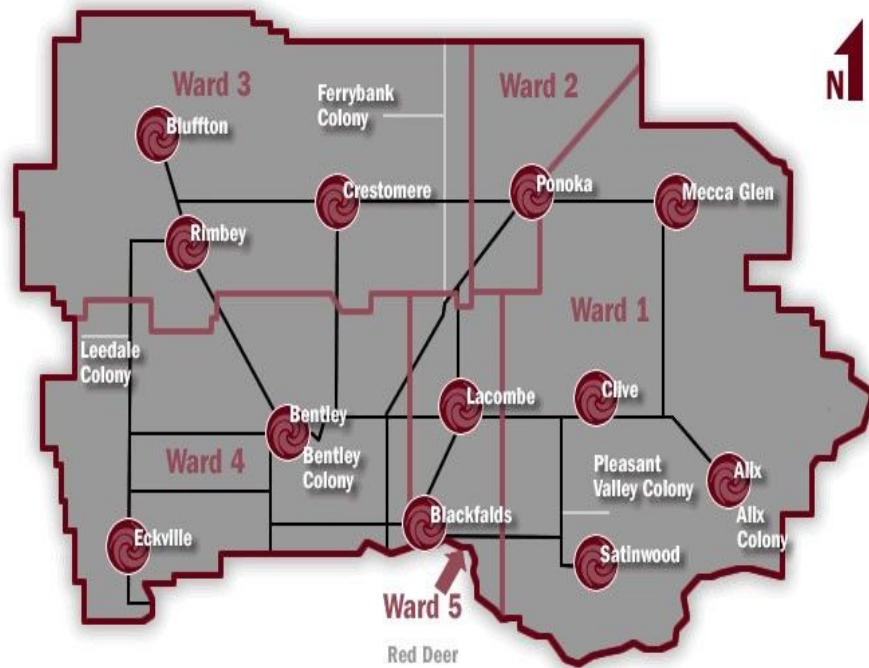 Ward 3
Ward 2
N
Ferrybank
Colony
Bluffton
Crestomere
Ponoka
Mecca Glen
Rimbey
Ward 1
Leedale
Colony
Bentley
Lacombe
Clive
Bentley
Colony
Ward 4
Pleasant
Valley Colony
Alix
Alix
Colony
Blackfalds
Eckville
Satinwood
Ward 5
Red Deer